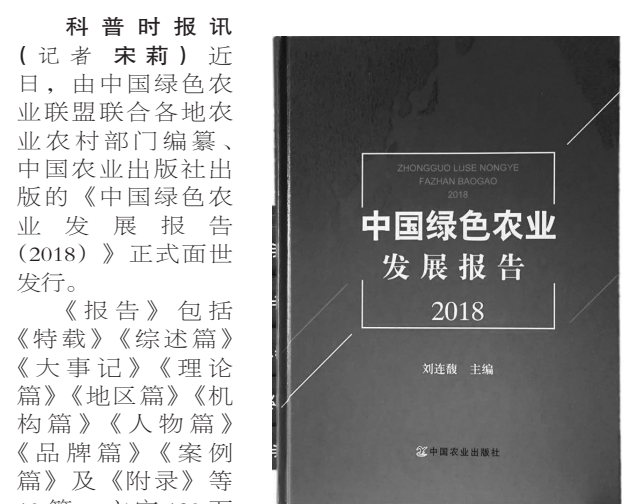 科普时报讯
(记者 宋莉)近
日，由中国绿色农
业联盟联合各地农
业农村部门编纂、
中国农业出版社出
版的《中国绿色农
业发展报告
(2018)》正式面世
发行。
《报告》包括
《特载》《综述篇》
《大事记》《理论
篇》《地区篇》《机
构篇》《人物篇》
《品牌篇》《案例
篇》及《附录》等
ZHONGGUO LUSE NONGYE
FAZHAN BAOGAO
2018
中国绿色农业
发展报告
2018
刘连馥 主编
中国农业出版社